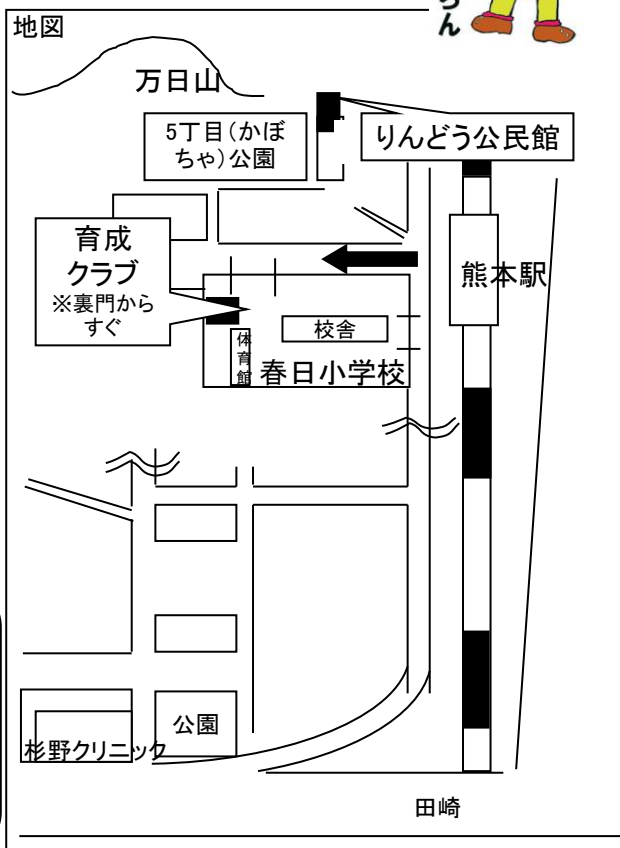 ちん
地図
万日山
5丁目（かぼ
ちゃ）公園
りんどう公民館
育成
クラブ
※裏門から
すぐ
熊本駅
校舎
体育館
春日小学校
公園
杉野クリニック
田崎